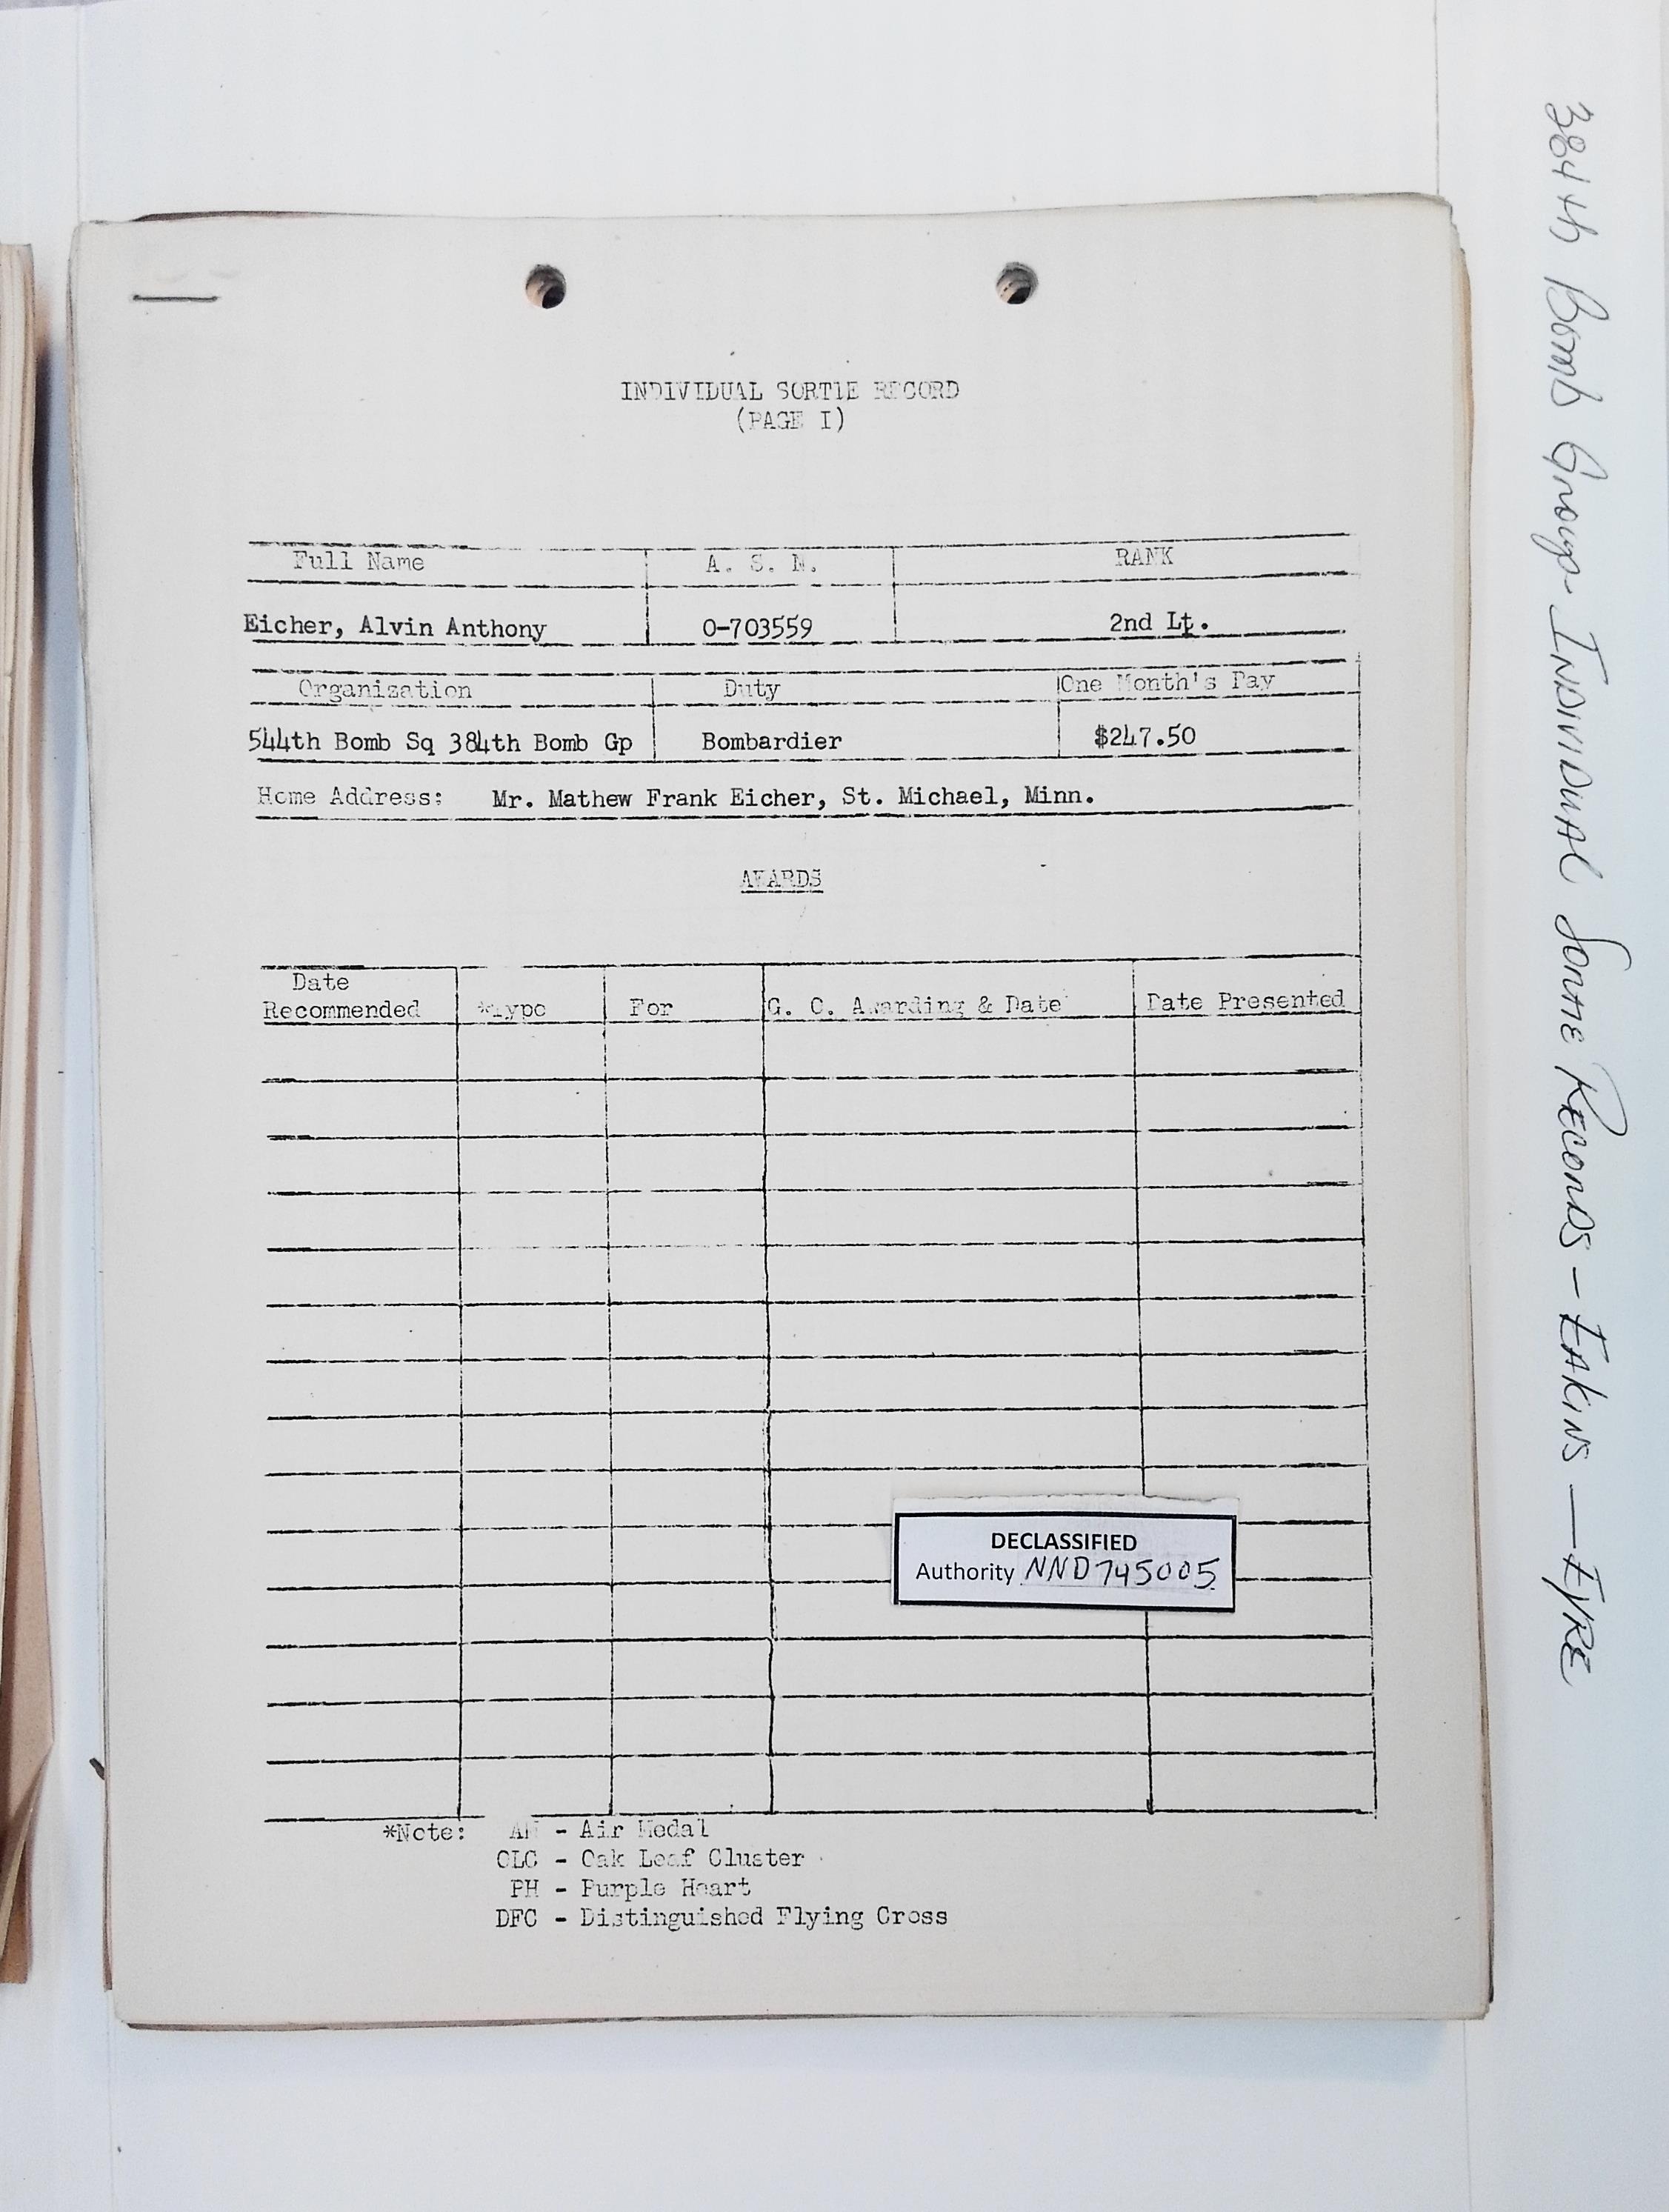 INDIVIDUAL SORTIE RECORD
(PAGE I)
Full Name A. S. N. RANK
Eicher, Alvin Anthony O-703559 2nd Lt.
Organization Duty One Month's Pay
544th Bomb Sq 384th Bomb Gp Bombardier $247.50
Home Address: Mr. Mathew Frank Eicher, St. Michael, Minn.
AWARDS
Date
Recommended *Type For G. O. Awarding & Date Date Presented
DECLASSIFIED
Authority NND745005
*Note: AM - Air Medal
OLC - Oak Leaf Cluster
PH - Purple Heart
DFC - Distinguished Flying Cross
384th Bomb Group - INDIVIDUAL SORTIE RECORDS - EAKINS — EYRE